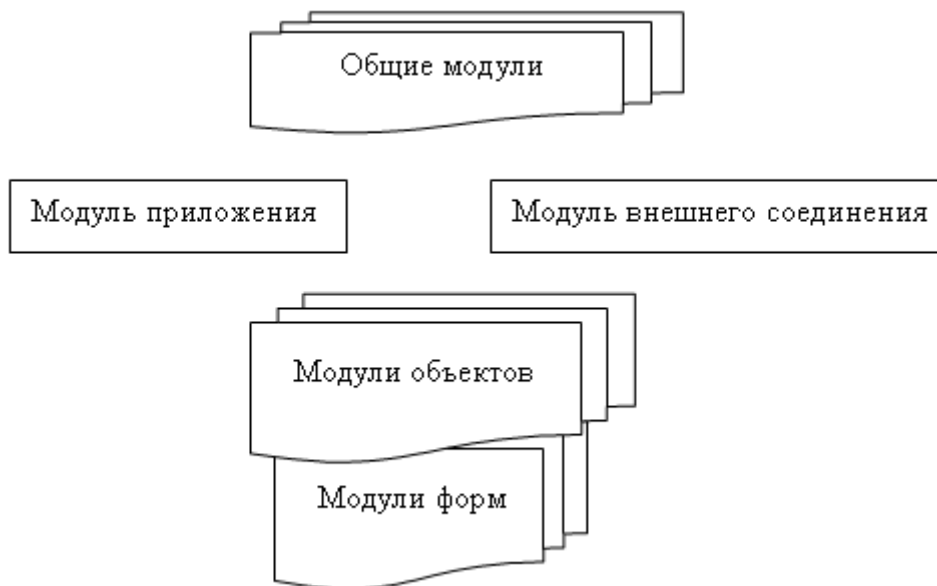 Общие модули
Модуль приложения
Модуль внешнего соединения
Модули объектов
Модули форм